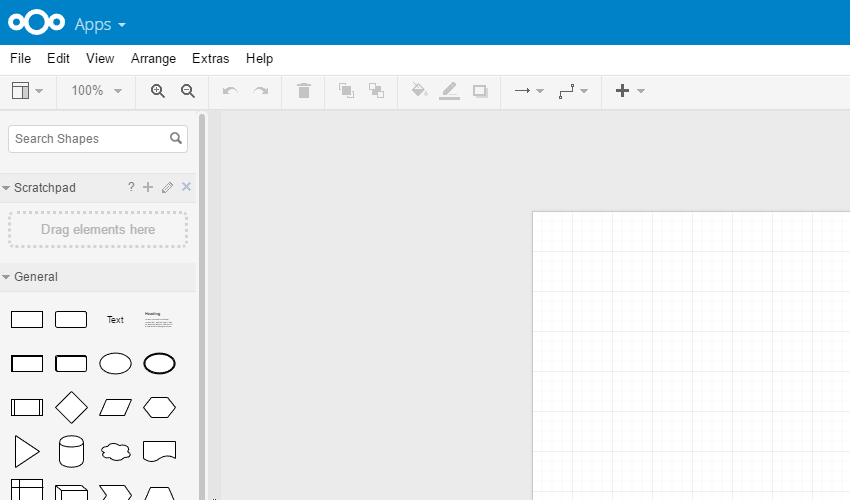 Apps
File Edit View Arrange Extras Help
100%
Search Shapes
Scratchpad ?
Drag elements here
General
Text
Heading